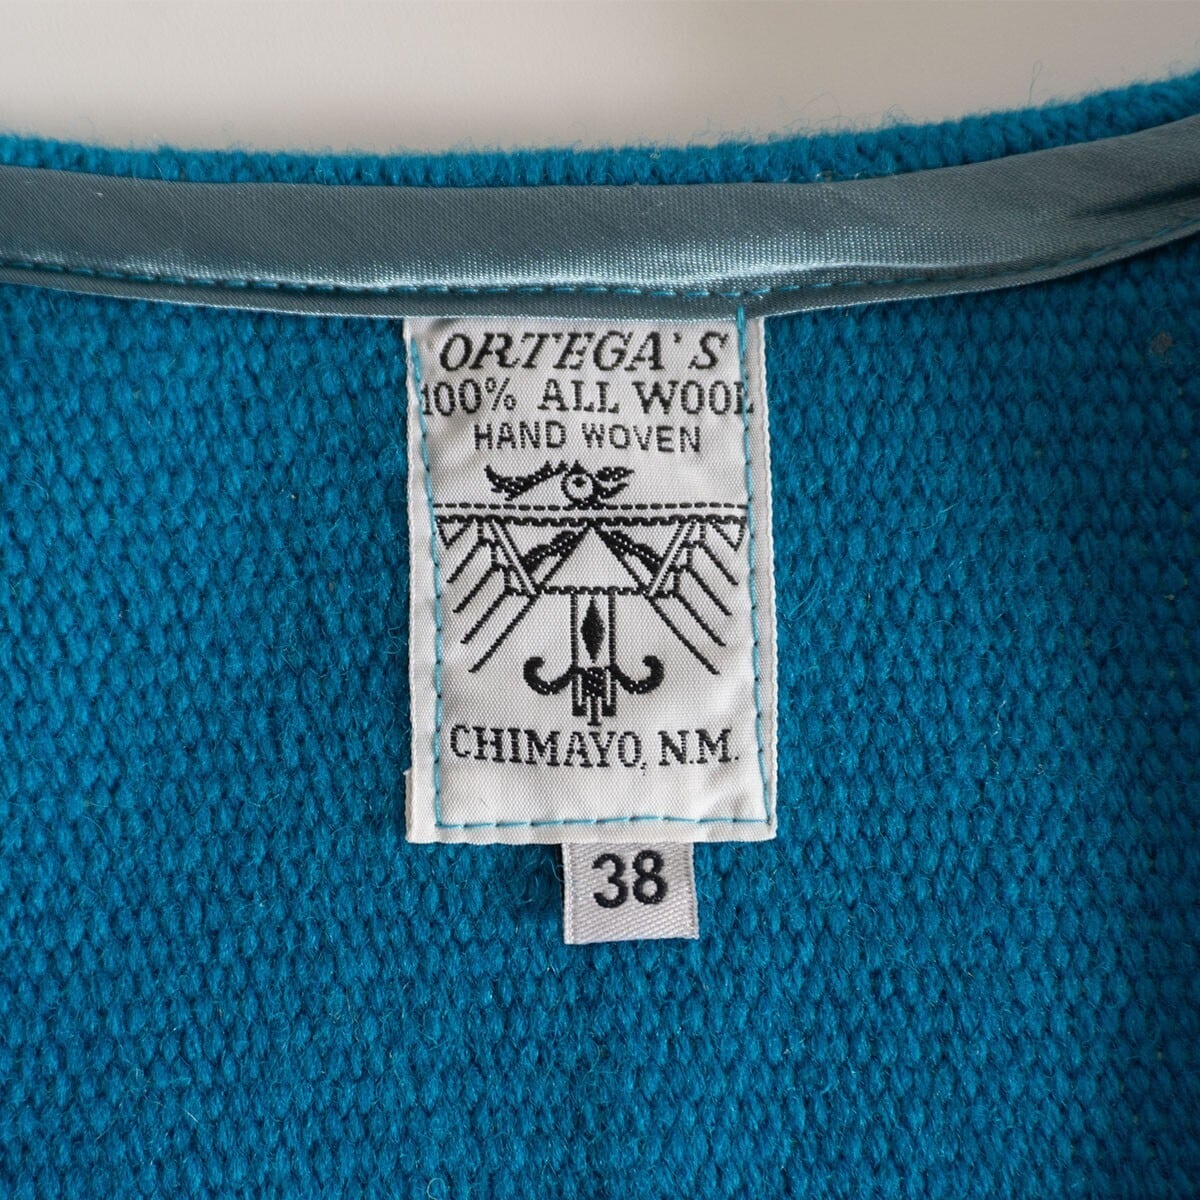 ORTEGA'S
100% ALL WOOL
HAND WOVEN
CHIMAYO, N.M.
38